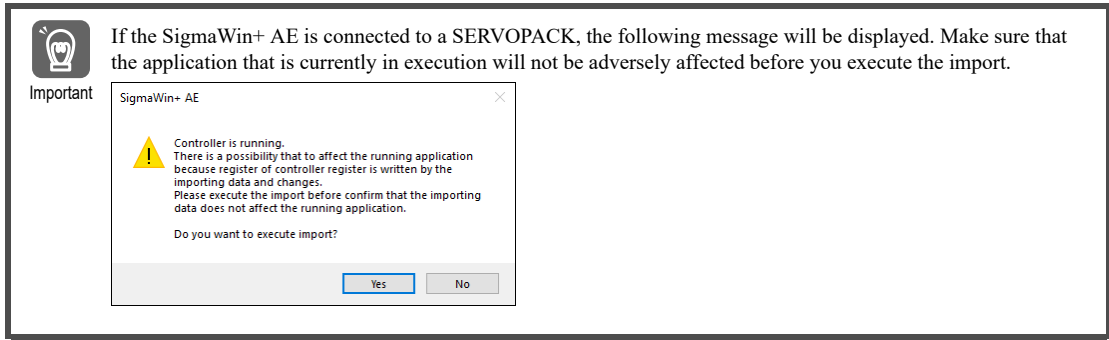 If the SigmaWin+ AE is connected to a SERVOPACK, the following message will be displayed. Make sure that
the application that is currently in execution will not be adversely affected before you execute the import.
Important
SigmaWin+ AE
Controller is running.
There is a possibility that to affect the running application
because register of controller register is written by the
importing data and changes.
Please execute the import before confirm that the importing
data does not affect the running application.
Do you want to execute import?
Yes
No